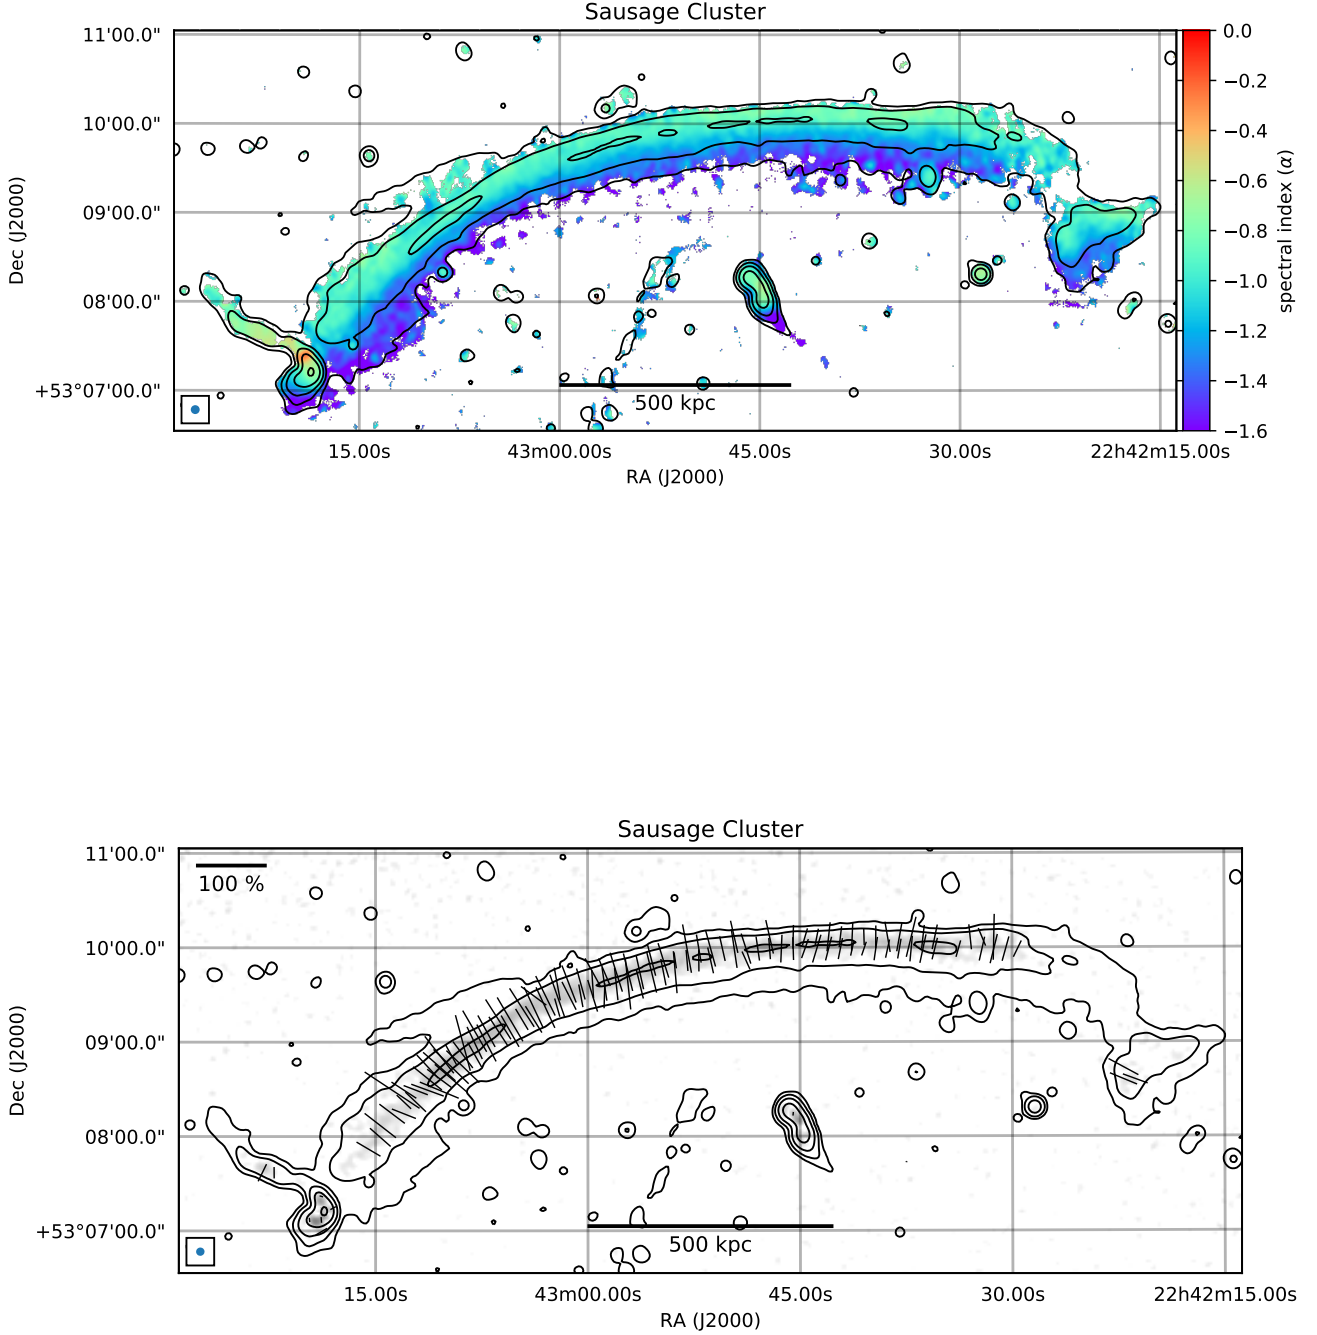 Sausage Cluster
11'00.0"
10'00.0"
09'00.0"
08'00.0"
+53°07'00.0"
Dec (J2000)
500 kpc
15.00s 43m00.00s 45.00s 30.00s 22h42m15.00s
RA (J2000)
0.0
−0.2
−0.4
−0.6
−0.8
−1.0
−1.2
−1.4
−1.6
spectral index (α)
Sausage Cluster
100 %
11'00.0"
10'00.0"
09'00.0"
08'00.0"
+53°07'00.0"
Dec (J2000)
500 kpc
15.00s 43m00.00s 45.00s 30.00s 22h42m15.00s
RA (J2000)